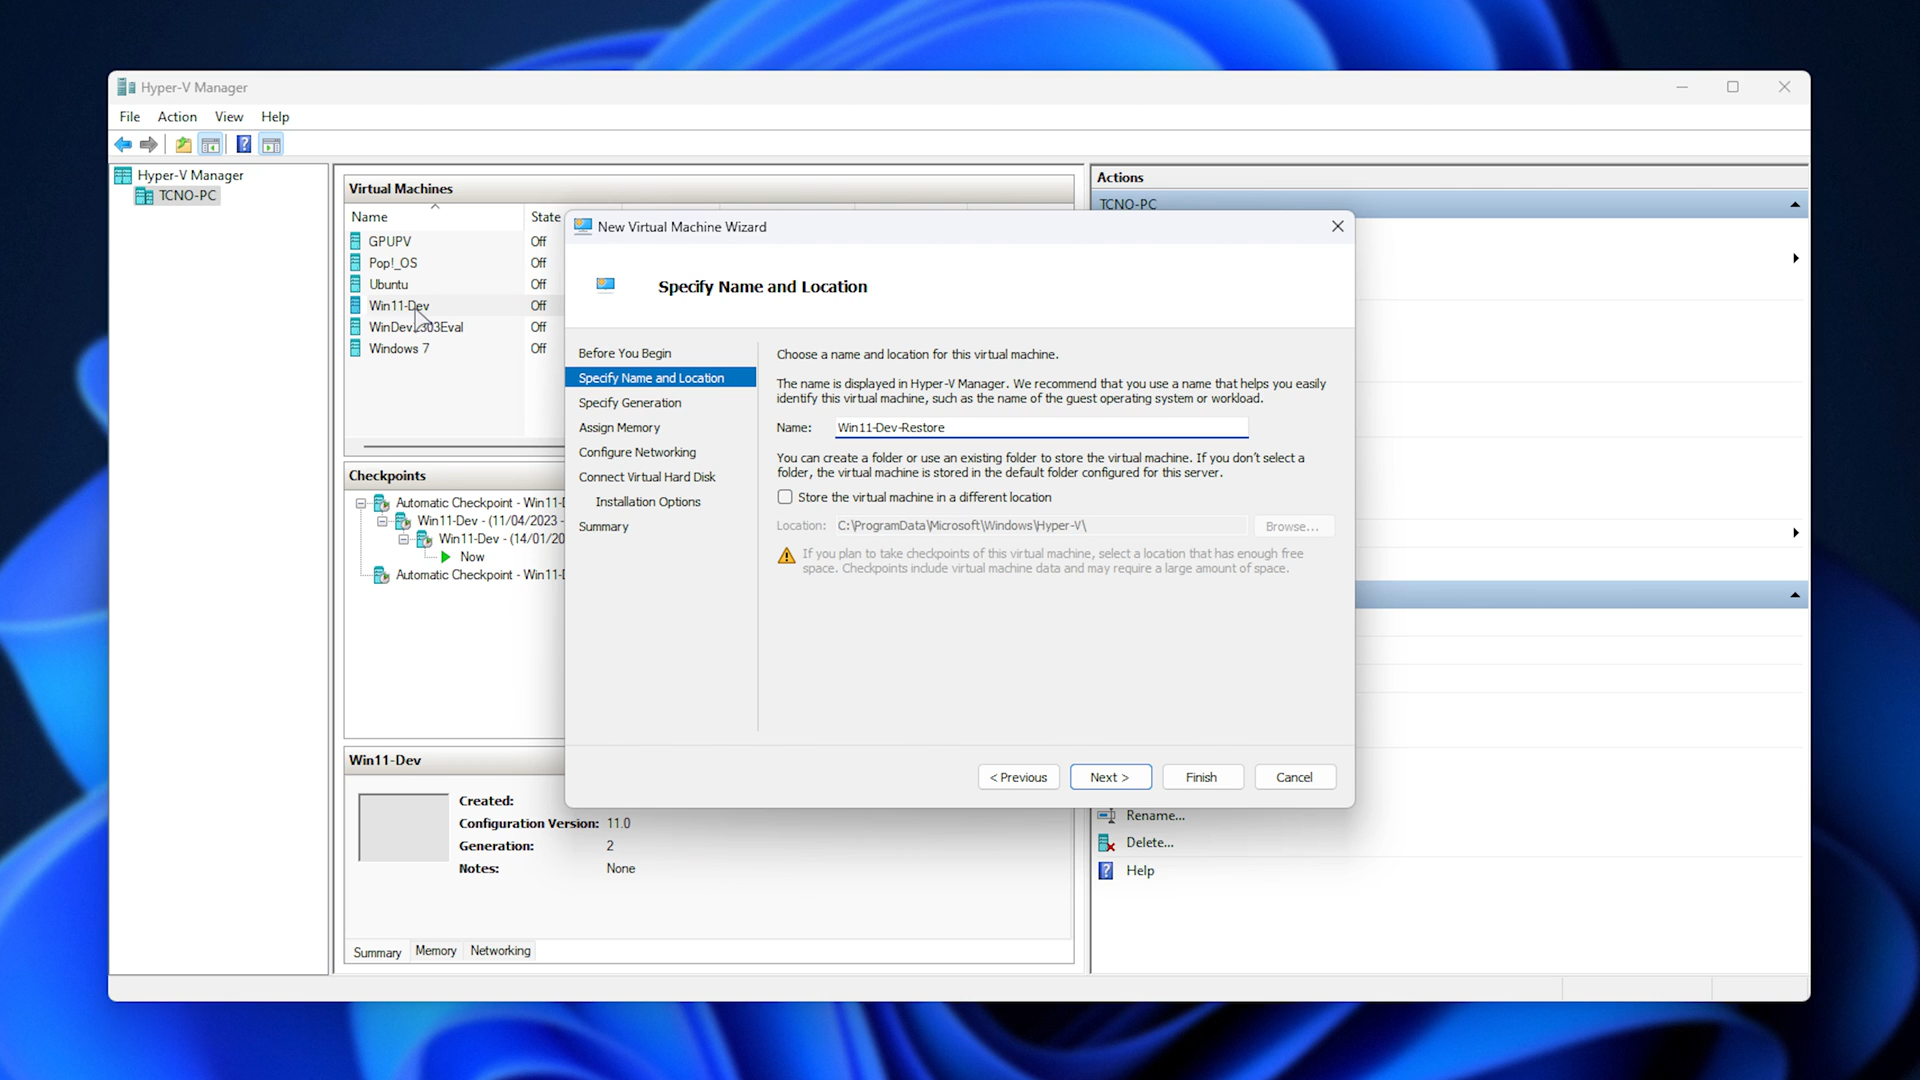 Hyper-V Manager
File Action View Help
Hyper-V Manager
TCNO-PC
Virtual Machines
Name State
GPUPV Off
Pop!_OS Off
Ubuntu Off
Win11-Dev Off
WinDev 303Eval Off
Windows 7 Off
Checkpoints
Automatic Checkpoint - Win11-D
Win11-Dev - (11/04/2023 -
Win11-Dev - (14/01/20
Now
Automatic Checkpoint - Win11-D
Win11-Dev
Created:
Configuration Version: 11.0
Generation: 2
Notes: None
Summary Memory Networking
New Virtual Machine Wizard
Specify Name and Location
Before You Begin
Specify Name and Location
Specify Generation
Assign Memory
Configure Networking
Connect Virtual Hard Disk
Installation Options
Summary
Choose a name and location for this virtual machine.
The name is displayed in Hyper-V Manager. We recommend that you use a name that helps you easily
identify this virtual machine, such as the name of the guest operating system or workload.
Name: Win11-Dev-Restore
You can create a folder or use an existing folder to store the virtual machine. If you don't select a
folder, the virtual machine is stored in the default folder configured for this server.
Store the virtual machine in a different location
Location: C:\ProgramData\Microsoft\Windows\Hyper-V\ Browse...
If you plan to take checkpoints of this virtual machine, select a location that has enough free
space. Checkpoints include virtual machine data and may require a large amount of space.
< Previous Next > Finish Cancel
Actions
TCNO-PC
Rename...
Delete...
Help